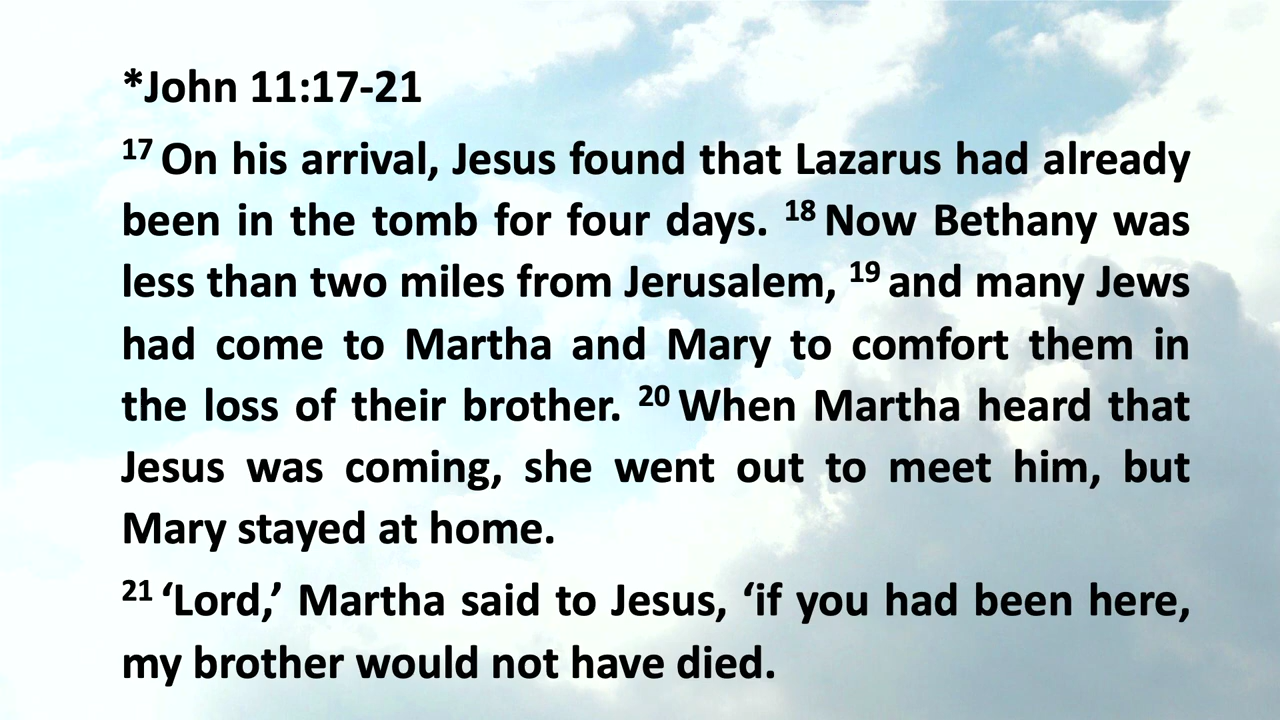 *John 11:17-21
17 On his arrival, Jesus found that Lazarus had already
been in the tomb for four days. 18 Now Bethany was
less than two miles from Jerusalem, 19 and many Jews
had come to Martha and Mary to comfort them in
the loss of their brother. 20 When Martha heard that
Jesus was coming, she went out to meet him, but
Mary stayed at home.
21 ‘Lord,’ Martha said to Jesus, ‘if you had been here,
my brother would not have died.